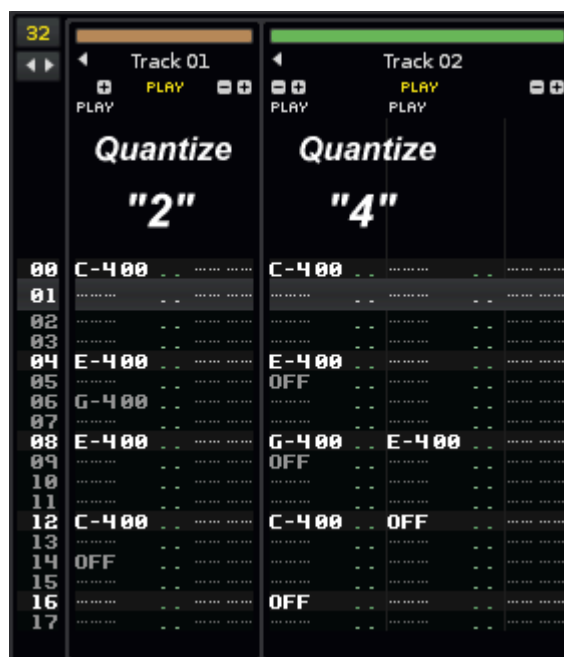 32
Track 01 Track 02
PLAY PLAY
PLAY PLAY PLAY
Quantize Quantize
"2" "4"
00 C-400 .. C-400 ..
01 .. .. ..
02 .. .. ..
03 .. .. ..
04 E-400 .. E-400 .. ..
05 .. OFF .. ..
06 G-400 .. .. ..
07 .. .. ..
08 E-400 .. G-400 .. E-400 ..
09 .. OFF .. ..
10 .. .. ..
11 .. .. ..
12 C-400 .. C-400 .. OFF ..
13 .. .. ..
14 OFF .. .. ..
15 .. .. ..
16 .. OFF .. ..
17 .. .. ..